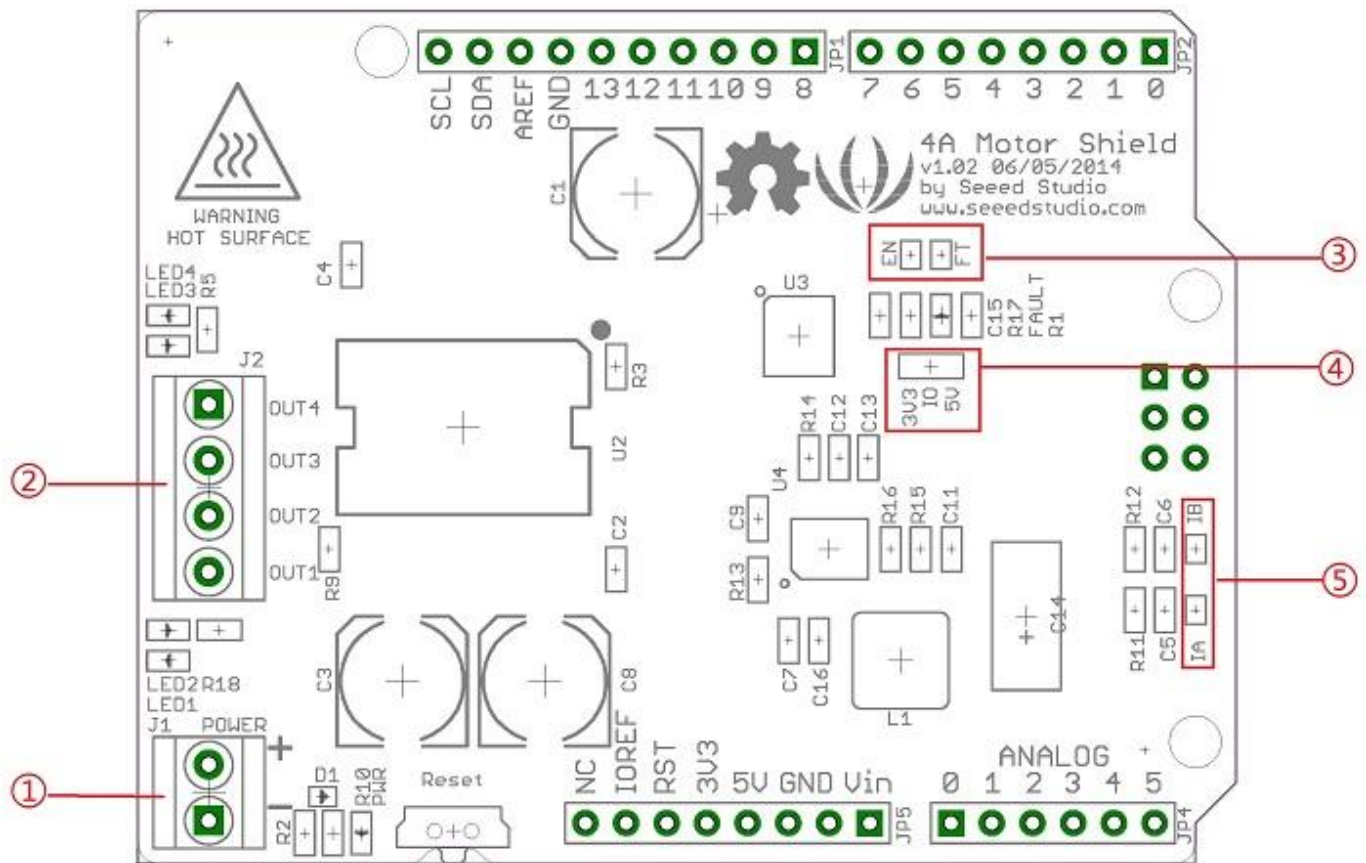 SCL SDA AREF GND 13 12 11 10 9 8 JP1
7 6 5 4 3 2 1 0 JP2
4A Motor Shield
v1.02 06/05/2014
by Seeed Studio
www.seeedstudio.com
WARNING
HOT SURFACE
C1
C4
EN FT
③
LED4
LED3
R5
U3
C15
R17
FAULT
R1
J2
R3
④
3V3 IO 5V
OUT4
OUT3
OUT2
OUT1
②
U2
R14 C12 C13
U4
C9
R16 R15 C11
R12 C6 IB
R9
C2
R13
⑤
C14
R11 C5 IA
C7 C16
L1
LED2 R18
LED1
C3
C8
J1 POWER
+
-
①
D1
R10
PWR
R2
Reset
NC IOREF RST 3V3 5V GND Vin JP5
ANALOG
0 1 2 3 4 5 JP4